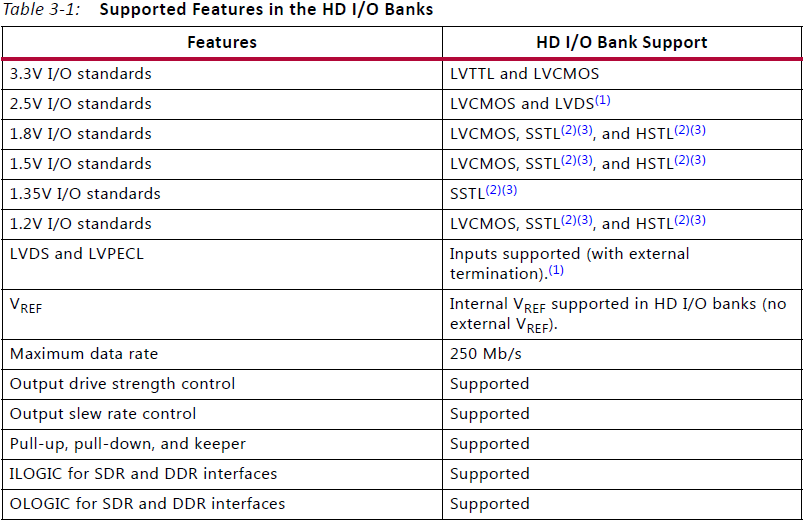 Table 3-1: Supported Features in the HD I/O Banks
Features HD I/O Bank Support
3.3V I/O standards LVTTL and LVCMOS
2.5V I/O standards LVCMOS and LVDS(1)
1.8V I/O standards LVCMOS, SSTL(2)(3), and HSTL(2)(3)
1.5V I/O standards LVCMOS, SSTL(2)(3), and HSTL(2)(3)
1.35V I/O standards SSTL(2)(3)
1.2V I/O standards LVCMOS, SSTL(2)(3), and HSTL(2)(3)
LVDS and LVPECL Inputs supported (with external
termination).(1)
VREF Internal VREF supported in HD I/O banks (no
external VREF).
Maximum data rate 250 Mb/s
Output drive strength control Supported
Output slew rate control Supported
Pull-up, pull-down, and keeper Supported
ILOGIC for SDR and DDR interfaces Supported
OLOGIC for SDR and DDR interfaces Supported